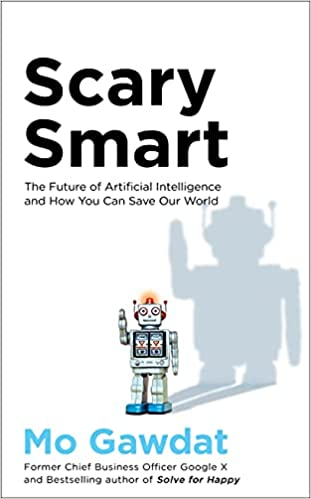 Scary
Smart
The Future of Artificial Intelligence
and How You Can Save Our World
Mo Gawdat
Former Chief Business Officer Google X
and Bestselling author of Solve for Happy